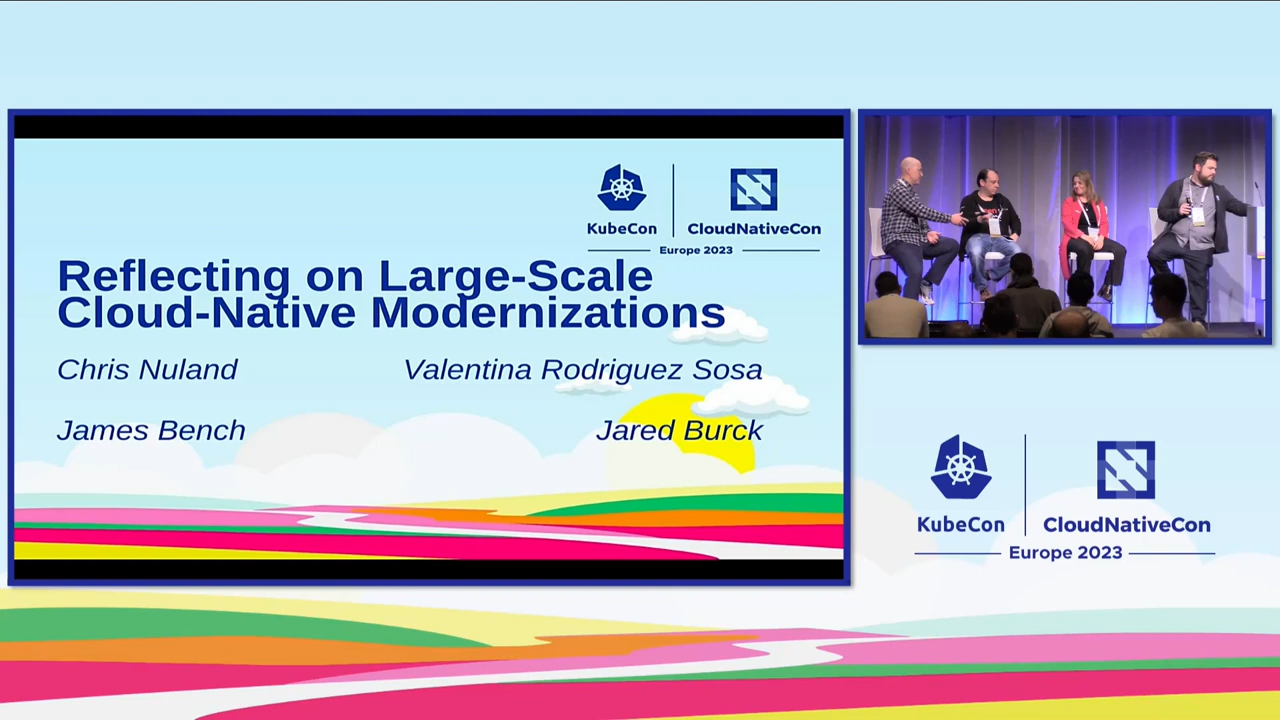 KubeCon
CloudNativeCon
Europe 2023
Reflecting on Large-Scale
Cloud-Native Modernizations
Chris Nuland
Valentina Rodriguez Sosa
James Bench
Jared Burck
KubeCon
CloudNativeCon
Europe 2023